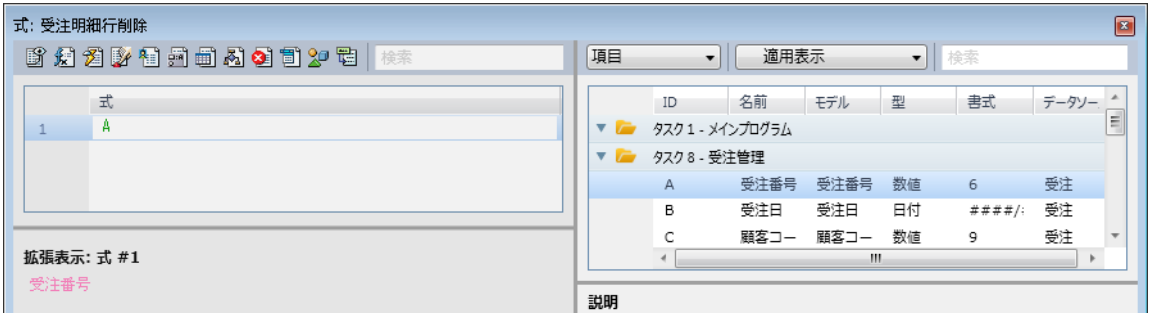 式: 受注明細行削除
検索
項目
適用表示
検索
式
1 A
拡張表示: 式 #1
受注番号
ID 名前 モデル 型 書式 データソー
タスク 1 - メインプログラム
タスク 8 - 受注管理
A 受注番号 受注番号 数値 6 受注
B 受注日 受注日 日付 ####/ 受注
C 顧客コー 顧客コー 数値 9 受注
説明